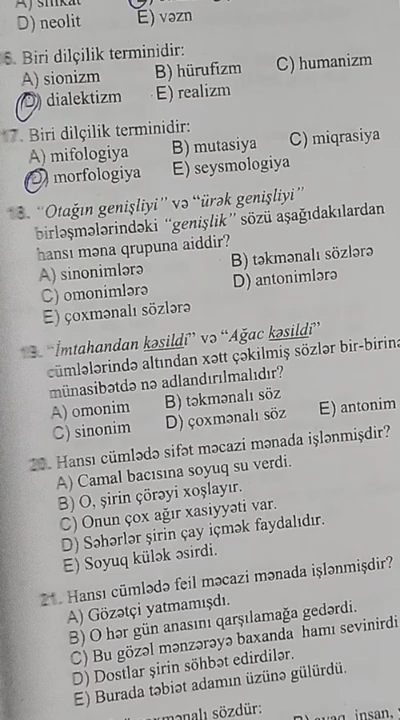 D) neolit E) vəzn
6. Biri dilçilik terminidir:
A) sionizm B) hürufizm C) humanizm
D) dialektizm E) realizm
17. Biri dilçilik terminidir:
A) mifologiya B) mutasiya C) miqrasiya
D) morfologiya E) seysmologiya
18. “Otağın genişliyi” və “ürək genişliyi”
birləşmələrindəki “genişlik” sözü aşağıdakılardan
hansı məna qrupuna aiddir?
A) sinonimlərə B) təkmənalı sözlərə
C) omonimlərə D) antonimlərə
E) çoxmənalı sözlərə
19. “İmtahandan kəsildi” və “Ağac kəsildi”
cümlələrində altından xətt çəkilmiş sözlər bir-birinə
münasibətdə nə adlandırılmalıdır?
A) omonim B) təkmənalı söz
C) sinonim D) çoxmənalı söz E) antonim
20. Hansı cümlədə sifət məcazi mənada işlənmişdir?
A) Camal bacısına soyuq su verdi.
B) O, şirin çörəyi xoşlayır.
C) Onun çox ağır xasiyyəti var.
D) Səhərlər şirin çay içmək faydalıdır.
E) Soyuq külək əsirdi.
21. Hansı cümlədə feil məcazi mənada işlənmişdir?
A) Gözətçi yatmamışdı.
B) O hər gün anasını qarşılamağa gedərdi.
C) Bu gözəl mənzərəyə baxanda hamı sevinirdi
D) Dostlar şirin söhbət edirdilər.
E) Burada təbiət adamın üzünə gülürdü.
sözdür: insan,